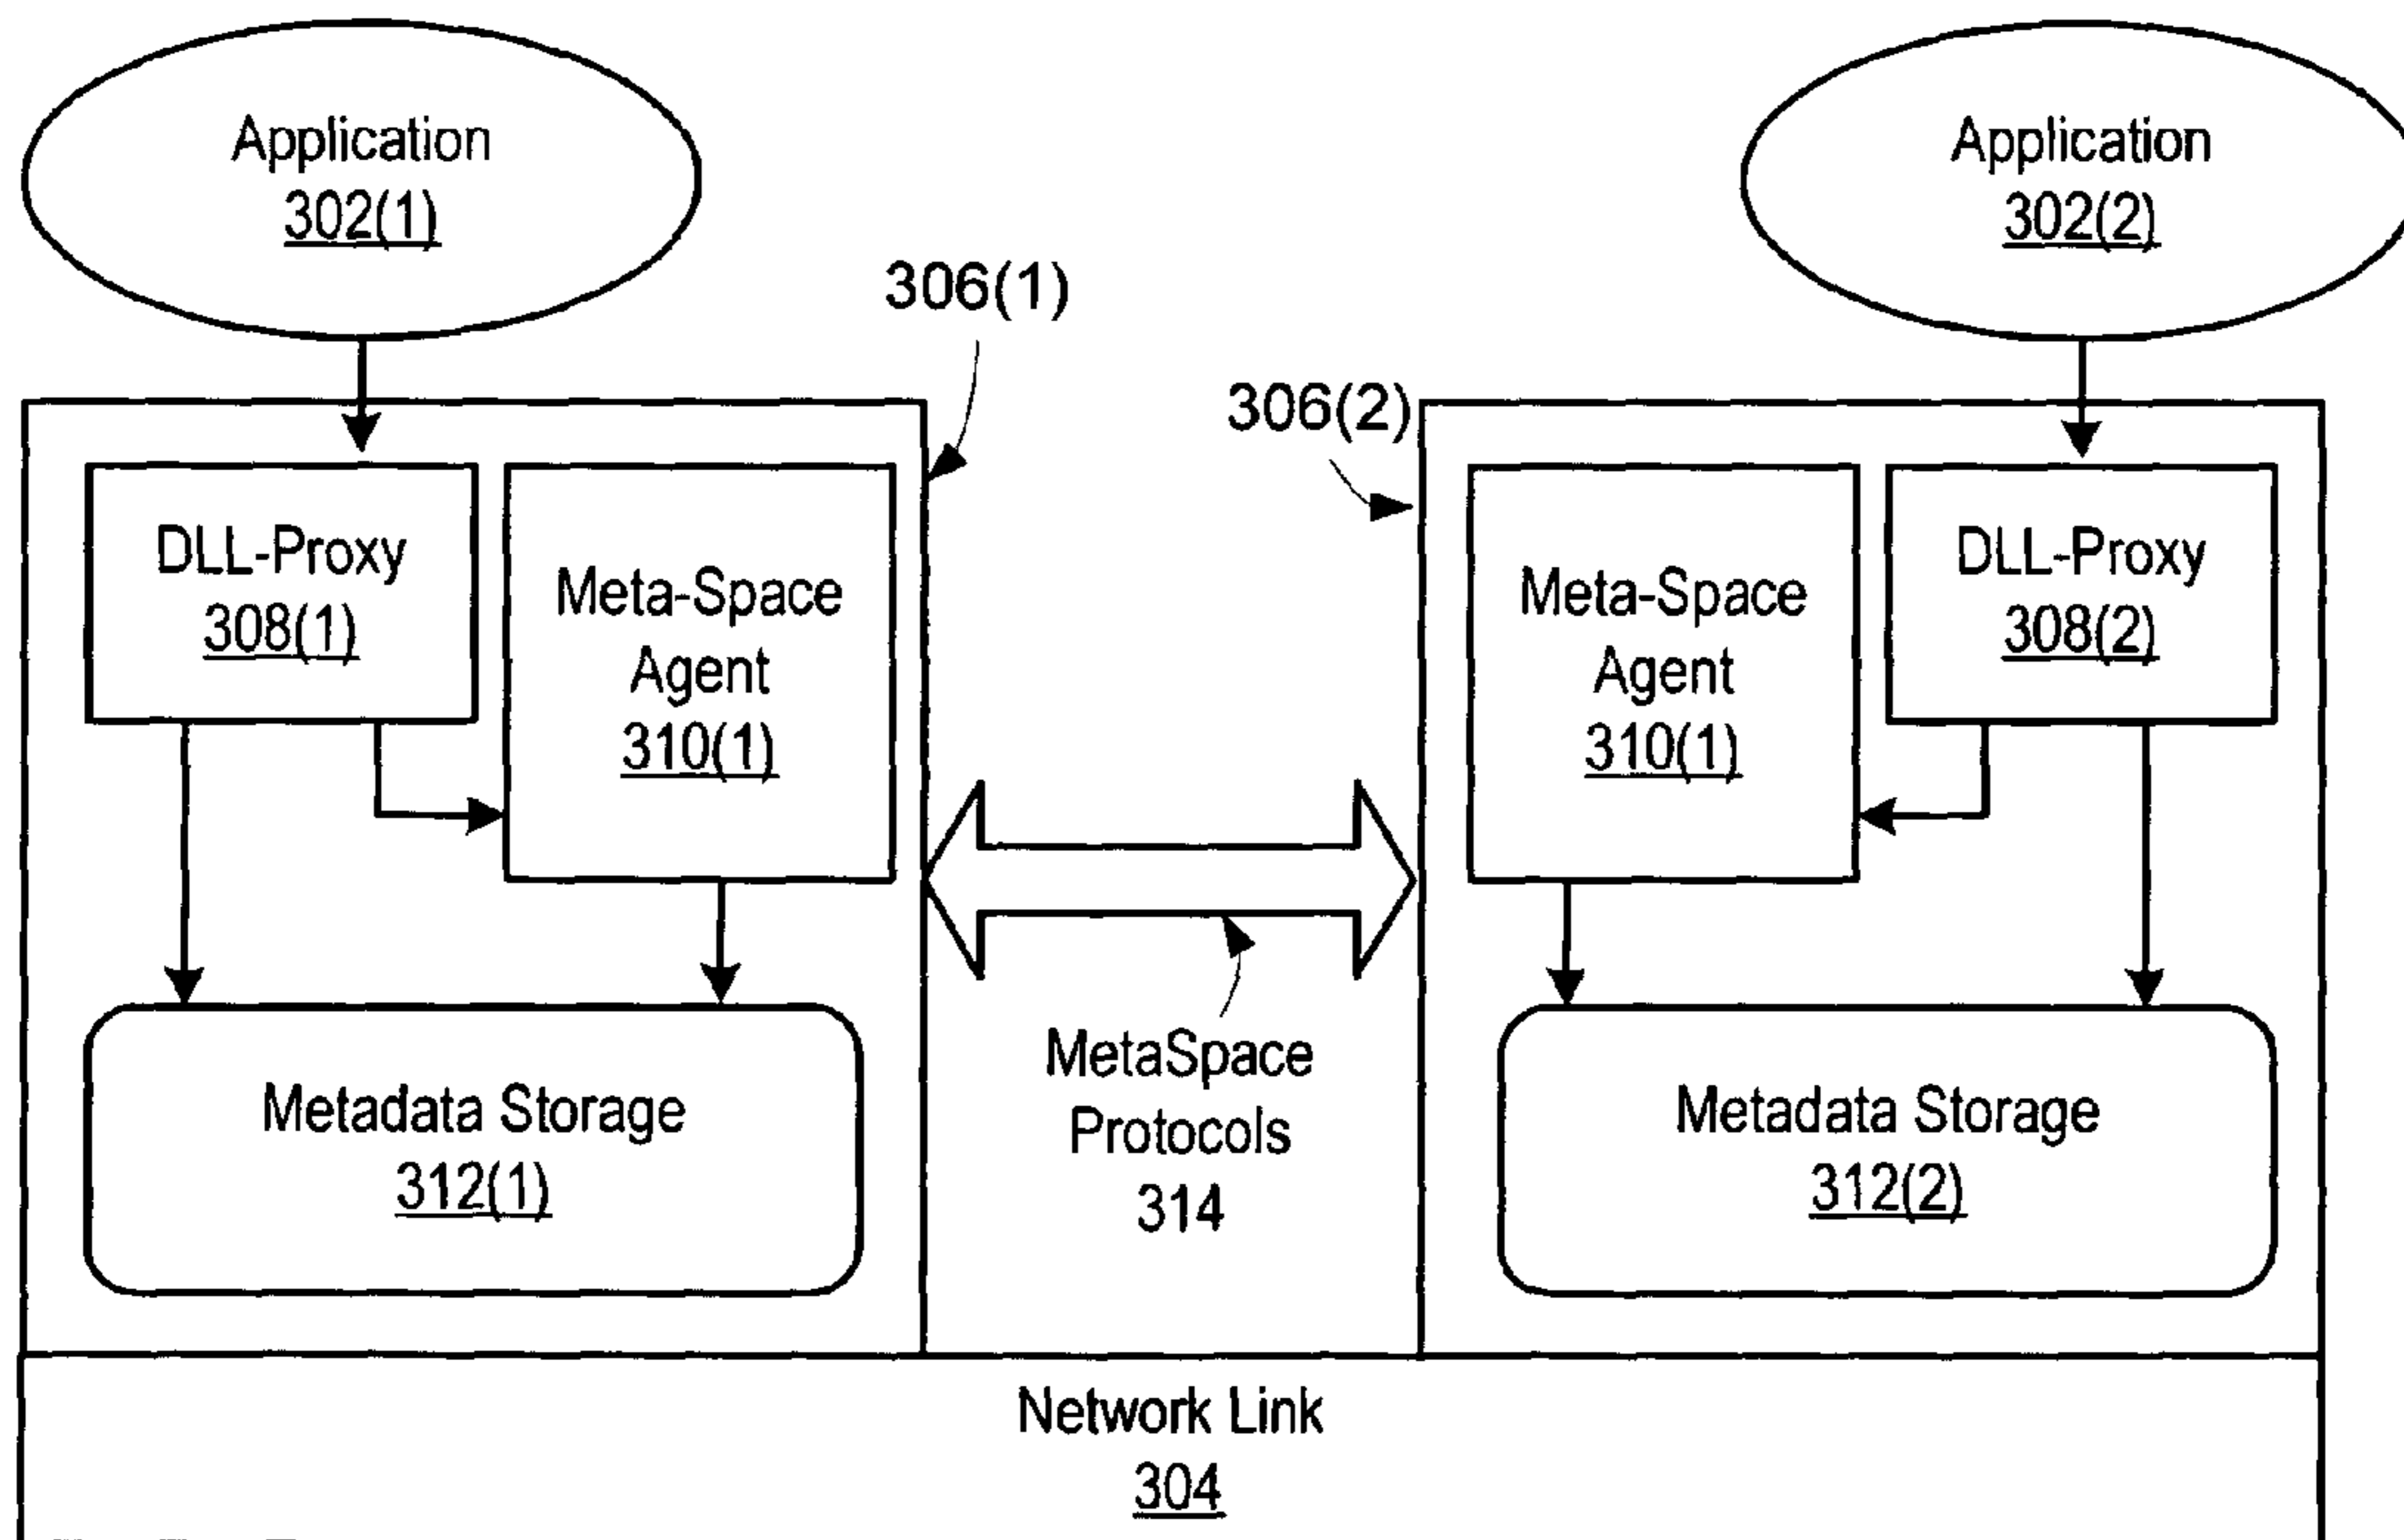 Application
302(1)
Application
302(2)
306(1)
306(2)
DLL-Proxy
308(1)
Meta-Space
Agent
310(1)
Meta-Space
Agent
310(1)
DLL-Proxy
308(2)
MetaSpace
Protocols
314
Metadata Storage
312(1)
Metadata Storage
312(2)
Network Link
304